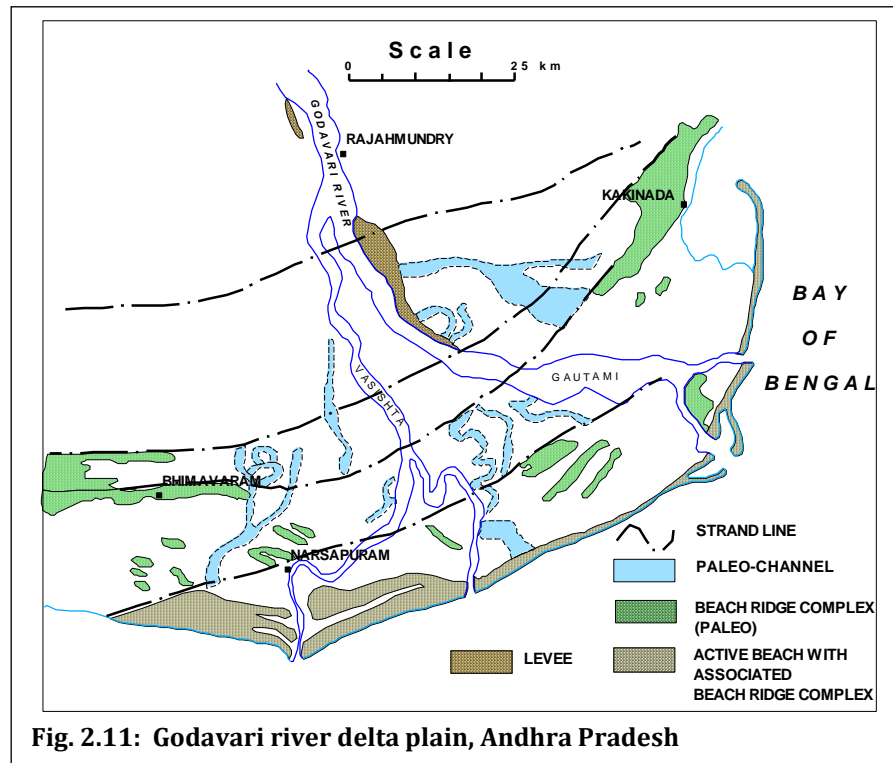 Scale
0 25 km
GODAVARI RIVER
RAJAHMUNDRY
KAKINADA
BAY
OF
BENGAL
GAUTAMI
VASISHTA
BHIMAVARAM
NARSAPURAM
STRAND LINE
PALEO-CHANNEL
BEACH RIDGE COMPLEX
(PALEO)
LEVEE
ACTIVE BEACH WITH
ASSOCIATED
BEACH RIDGE COMPLEX
Fig. 2.11: Godavari river delta plain, Andhra Pradesh